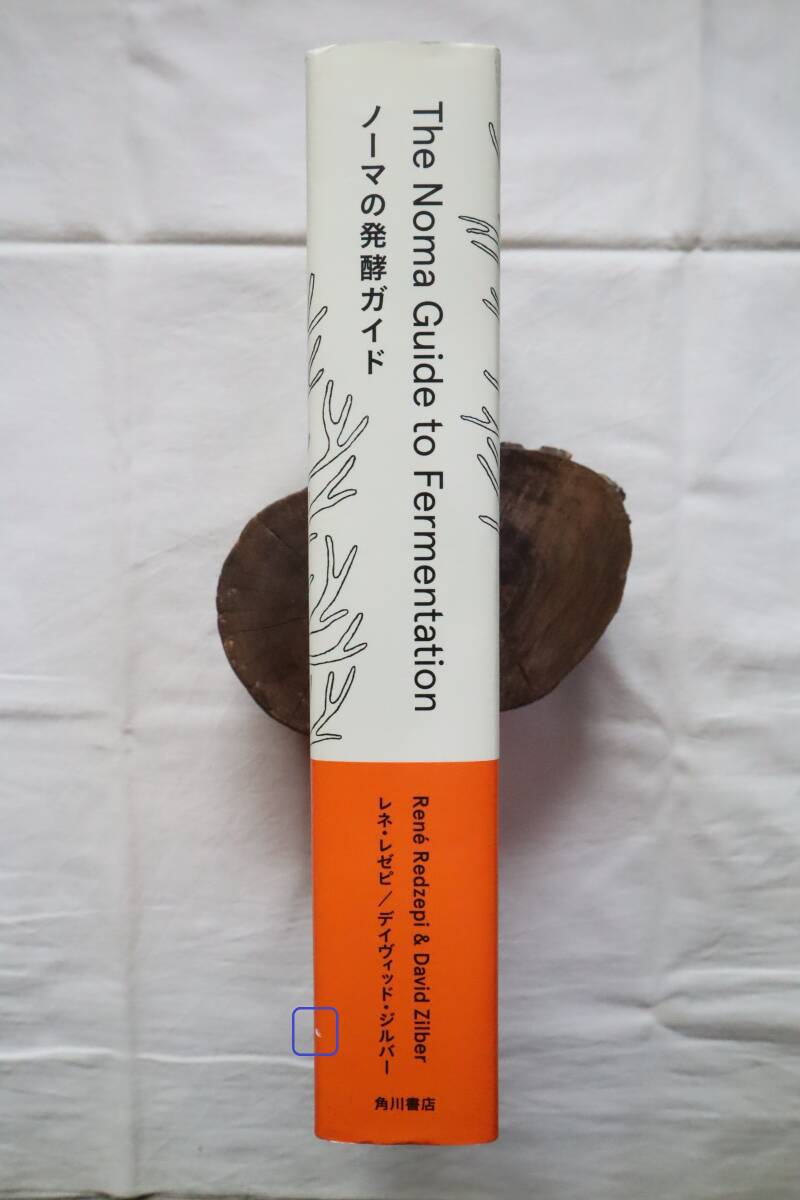 The Noma Guide to Fermentation
ノーマの発酵ガイド
René Redzepi & David Zilber
レネ・レゼピ/デイヴィッド・ジルバー
角川書店